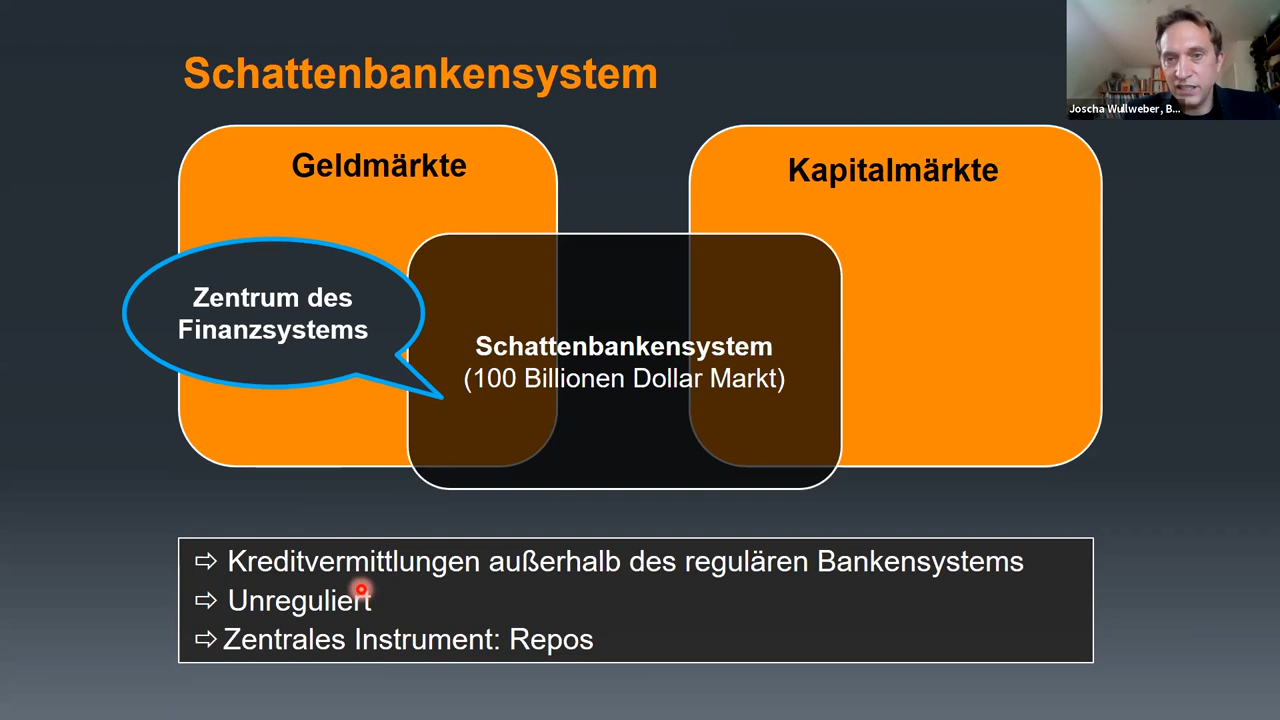 Schattenbankensystem
Joscha Wullweber, B...
Geldmärkte
Kapitalmärkte
Zentrum des
Finanzsystems
Schattenbankensystem
(100 Billionen Dollar Markt)
⇨ Kreditvermittlungen außerhalb des regulären Bankensystems
⇨ Unreguliert
⇨ Zentrales Instrument: Repos